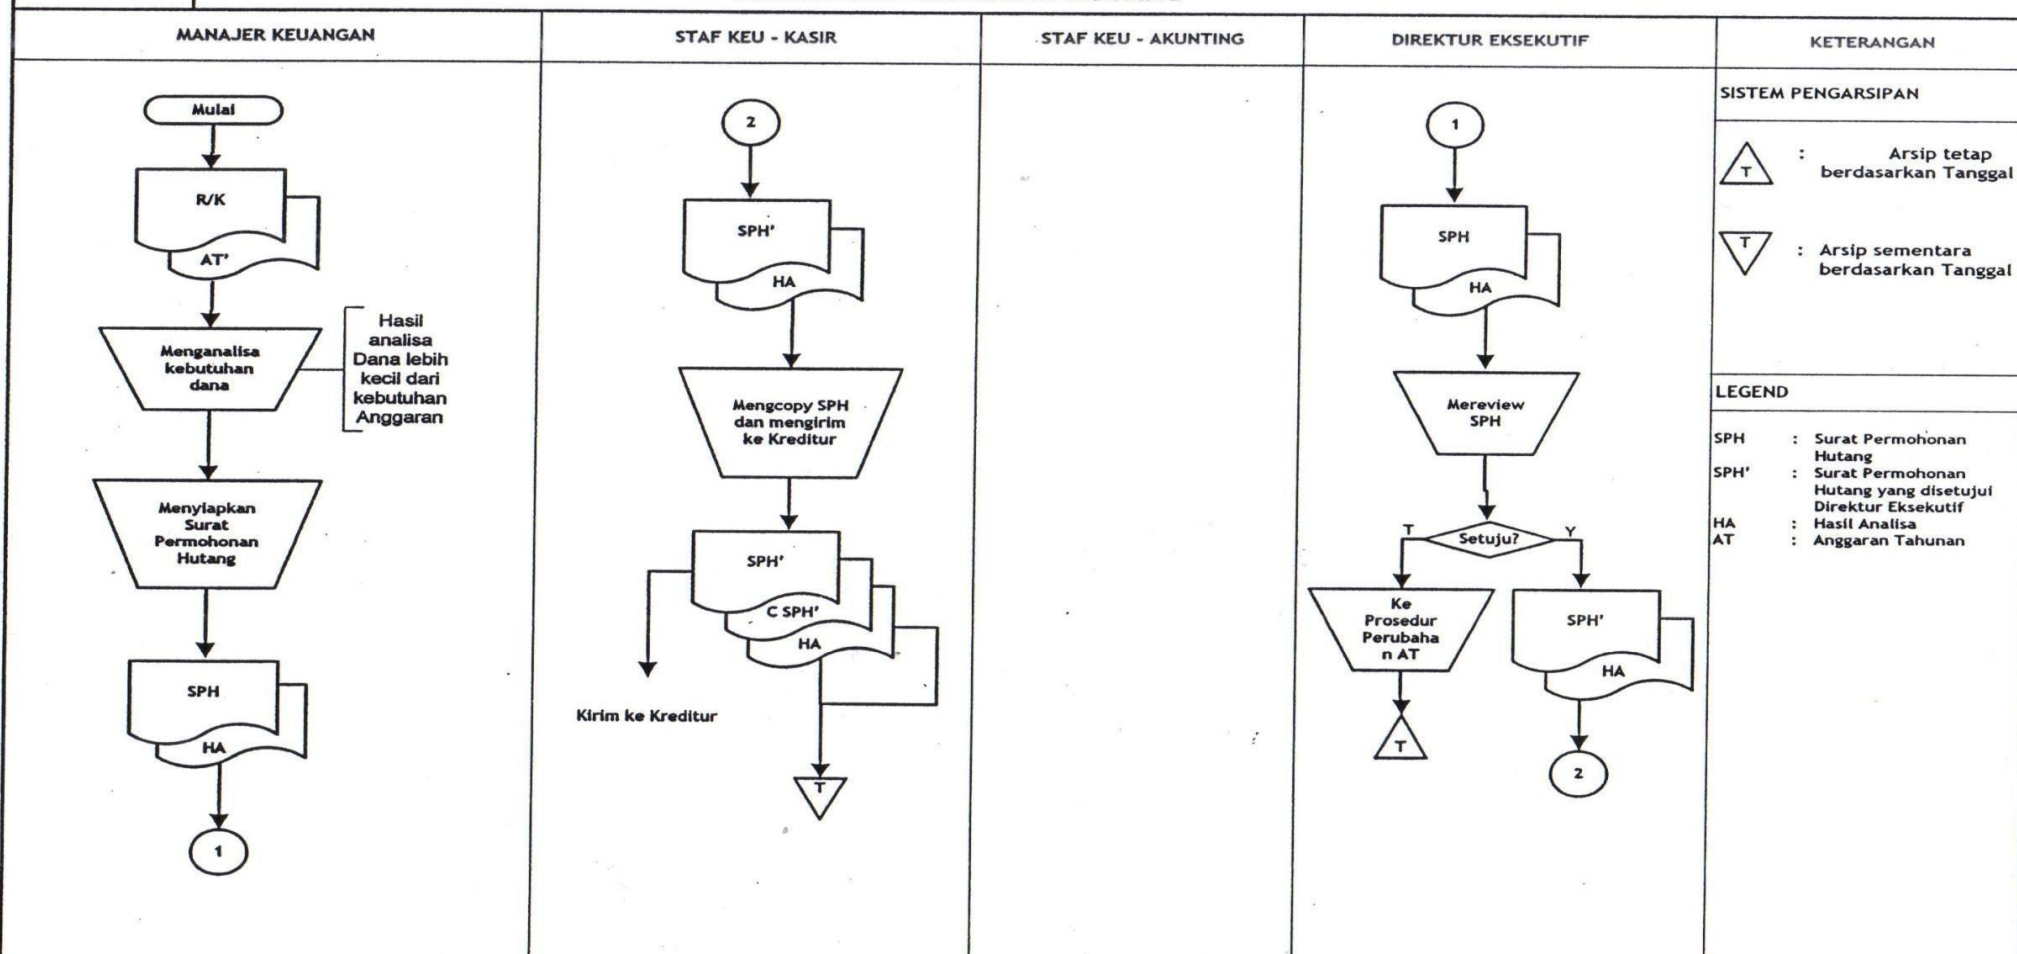 MANAJER KEUANGAN
STAF KEU - KASIR
STAF KEU - AKUNTING
DIREKTUR EKSEKUTIF
KETERANGAN
Mulai
R/K
AT'
Menganalisa
kebutuhan
dana
Hasil
analisa
Dana lebih
kecil dari
kebutuhan
Anggaran
Menyiapkan
Surat
Permohonan
Hutang
SPH
HA
1
2
SPH'
HA
Mengcopy SPH
dan mengirim
ke Kreditur
SPH'
C SPH'
HA
Kirim ke Kreditur
T
1
SPH
HA
Mereview
SPH
Setuju?
T
Y
Ke
Prosedur
Perubaha
n AT
T
SPH'
HA
2
SISTEM PENGARSIPAN
T : Arsip tetap
berdasarkan Tanggal
T : Arsip sementara
berdasarkan Tanggal
LEGEND
SPH : Surat Permohonan
Hutang
SPH' : Surat Permohonan
Hutang yang disetujui
Direktur Eksekutif
HA : Hasil Analisa
AT : Anggaran Tahunan